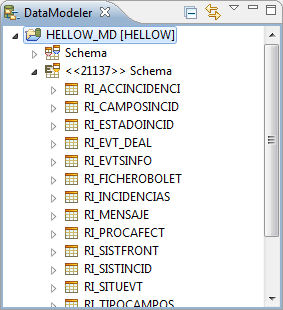 DataModeler
HELLOW_MD [HELLOW]
Schema
<<21137>> Schema
RI_ACCINCIDENCI
RI_CAMPOSINCID
RI_ESTADOINCID
RI_EVT_DEAL
RI_EVTSINFO
RI_FICHEROBOLET
RI_INCIDENCIAS
RI_MENSAJE
RI_PROCAFECT
RI_SISTFRONT
RI_SISTINCID
RI_SITUEVT
RI_TIPOCAMPOS